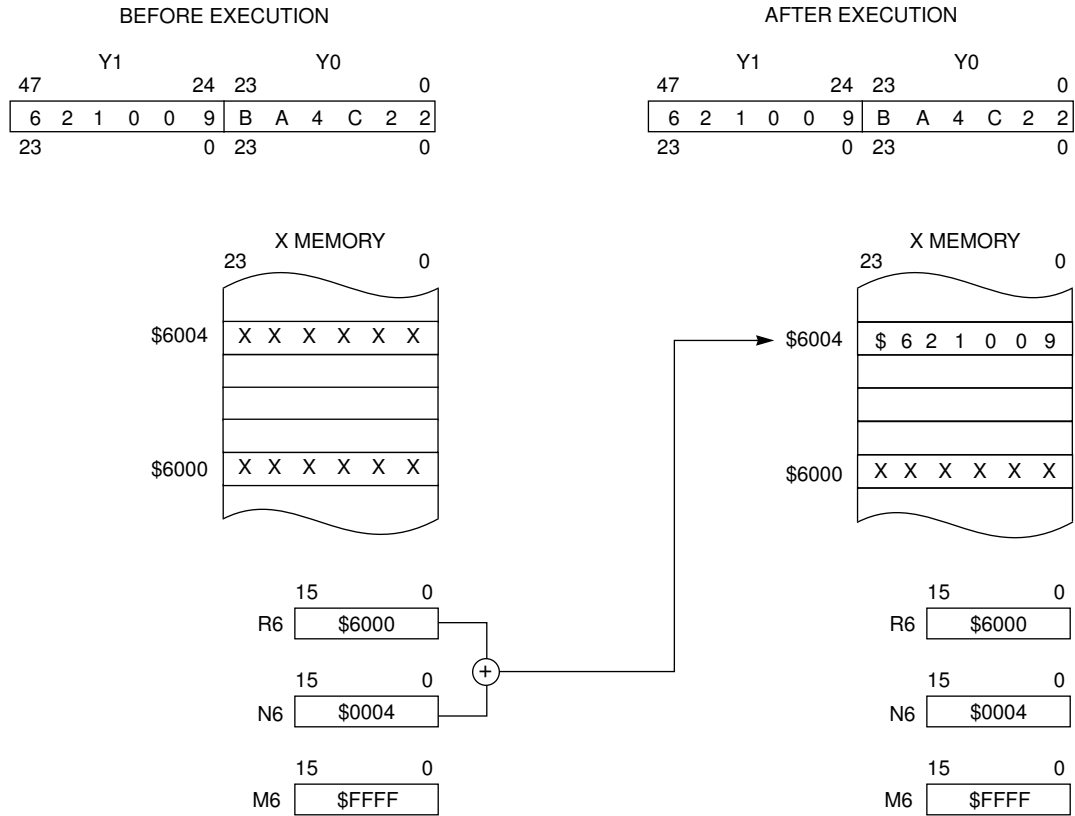 BEFORE EXECUTION AFTER EXECUTION
Y1 Y0 Y1 Y0
47 24 23 0 47 24 23 0
6 2 1 0 0 9 B A 4 C 2 2 6 2 1 0 0 9 B A 4 C 2 2
23 0 23 0 23 0 23 0
X MEMORY X MEMORY
23 0 23 0
$6004 X X X X X X $6004 $ 6 2 1 0 0 9
$6000 X X X X X X $6000 X X X X X X
15 0 15 0
R6 $6000 R6 $6000
+
15 0 15 0
N6 $0004 N6 $0004
15 0 15 0
M6 $FFFF M6 $FFFF